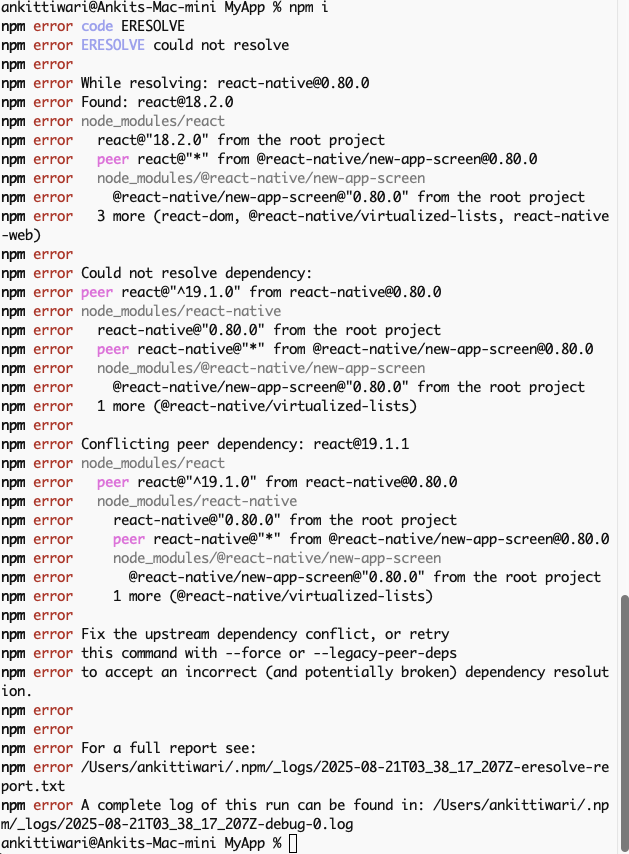 ankittiwari@Ankits-Mac-mini MyApp % npm i
npm error code ERESOLVE
npm error ERESOLVE could not resolve
npm error
npm error While resolving: react-native@0.80.0
npm error Found: react@18.2.0
npm error node_modules/react
npm error   react@"18.2.0" from the root project
npm error   peer react@"*" from @react-native/new-app-screen@0.80.0
npm error   node_modules/@react-native/new-app-screen
npm error     @react-native/new-app-screen@"0.80.0" from the root project
npm error   3 more (react-dom, @react-native/virtualized-lists, react-native
-web)
npm error
npm error Could not resolve dependency:
npm error peer react@"^19.1.0" from react-native@0.80.0
npm error node_modules/react-native
npm error   react-native@"0.80.0" from the root project
npm error   peer react-native@"*" from @react-native/new-app-screen@0.80.0
npm error   node_modules/@react-native/new-app-screen
npm error     @react-native/new-app-screen@"0.80.0" from the root project
npm error   1 more (@react-native/virtualized-lists)
npm error
npm error Conflicting peer dependency: react@19.1.1
npm error node_modules/react
npm error   peer react@"^19.1.0" from react-native@0.80.0
npm error   node_modules/react-native
npm error     react-native@"0.80.0" from the root project
npm error     peer react-native@"*" from @react-native/new-app-screen@0.80.0
npm error     node_modules/@react-native/new-app-screen
npm error       @react-native/new-app-screen@"0.80.0" from the root project
npm error     1 more (@react-native/virtualized-lists)
npm error
npm error Fix the upstream dependency conflict, or retry
npm error this command with --force or --legacy-peer-deps
npm error to accept an incorrect (and potentially broken) dependency resolut
ion.
npm error
npm error
npm error For a full report see:
npm error /Users/ankittiwari/.npm/_logs/2025-08-21T03_38_17_207Z-eresolve-re
port.txt
npm error A complete log of this run can be found in: /Users/ankittiwari/.np
m/_logs/2025-08-21T03_38_17_207Z-debug-0.log
ankittiwari@Ankits-Mac-mini MyApp %